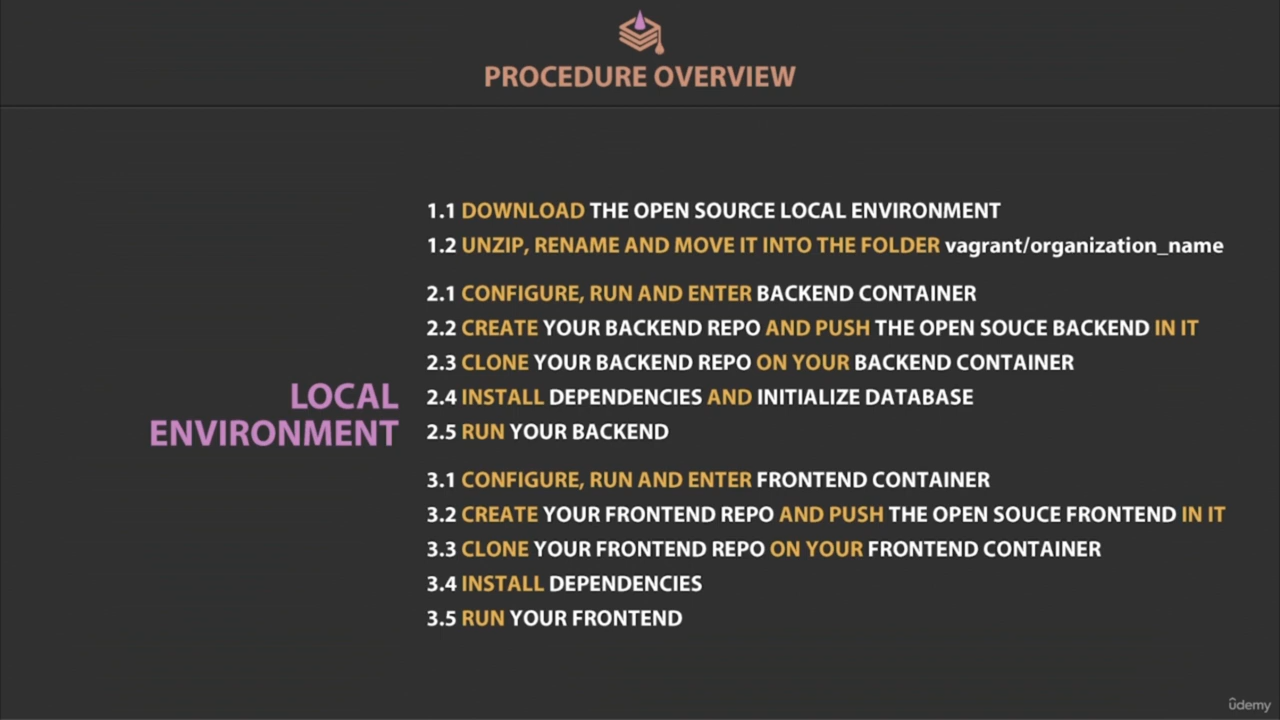 PROCEDURE OVERVIEW
1.1 DOWNLOAD THE OPEN SOURCE LOCAL ENVIRONMENT
1.2 UNZIP, RENAME AND MOVE IT INTO THE FOLDER vagrant/organization_name
2.1 CONFIGURE, RUN AND ENTER BACKEND CONTAINER
2.2 CREATE YOUR BACKEND REPO AND PUSH THE OPEN SOUCE BACKEND IN IT
2.3 CLONE YOUR BACKEND REPO ON YOUR BACKEND CONTAINER
2.4 INSTALL DEPENDENCIES AND INITIALIZE DATABASE
2.5 RUN YOUR BACKEND
LOCAL
ENVIRONMENT
3.1 CONFIGURE, RUN AND ENTER FRONTEND CONTAINER
3.2 CREATE YOUR FRONTEND REPO AND PUSH THE OPEN SOUCE FRONTEND IN IT
3.3 CLONE YOUR FRONTEND REPO ON YOUR FRONTEND CONTAINER
3.4 INSTALL DEPENDENCIES
3.5 RUN YOUR FRONTEND
ûdemy